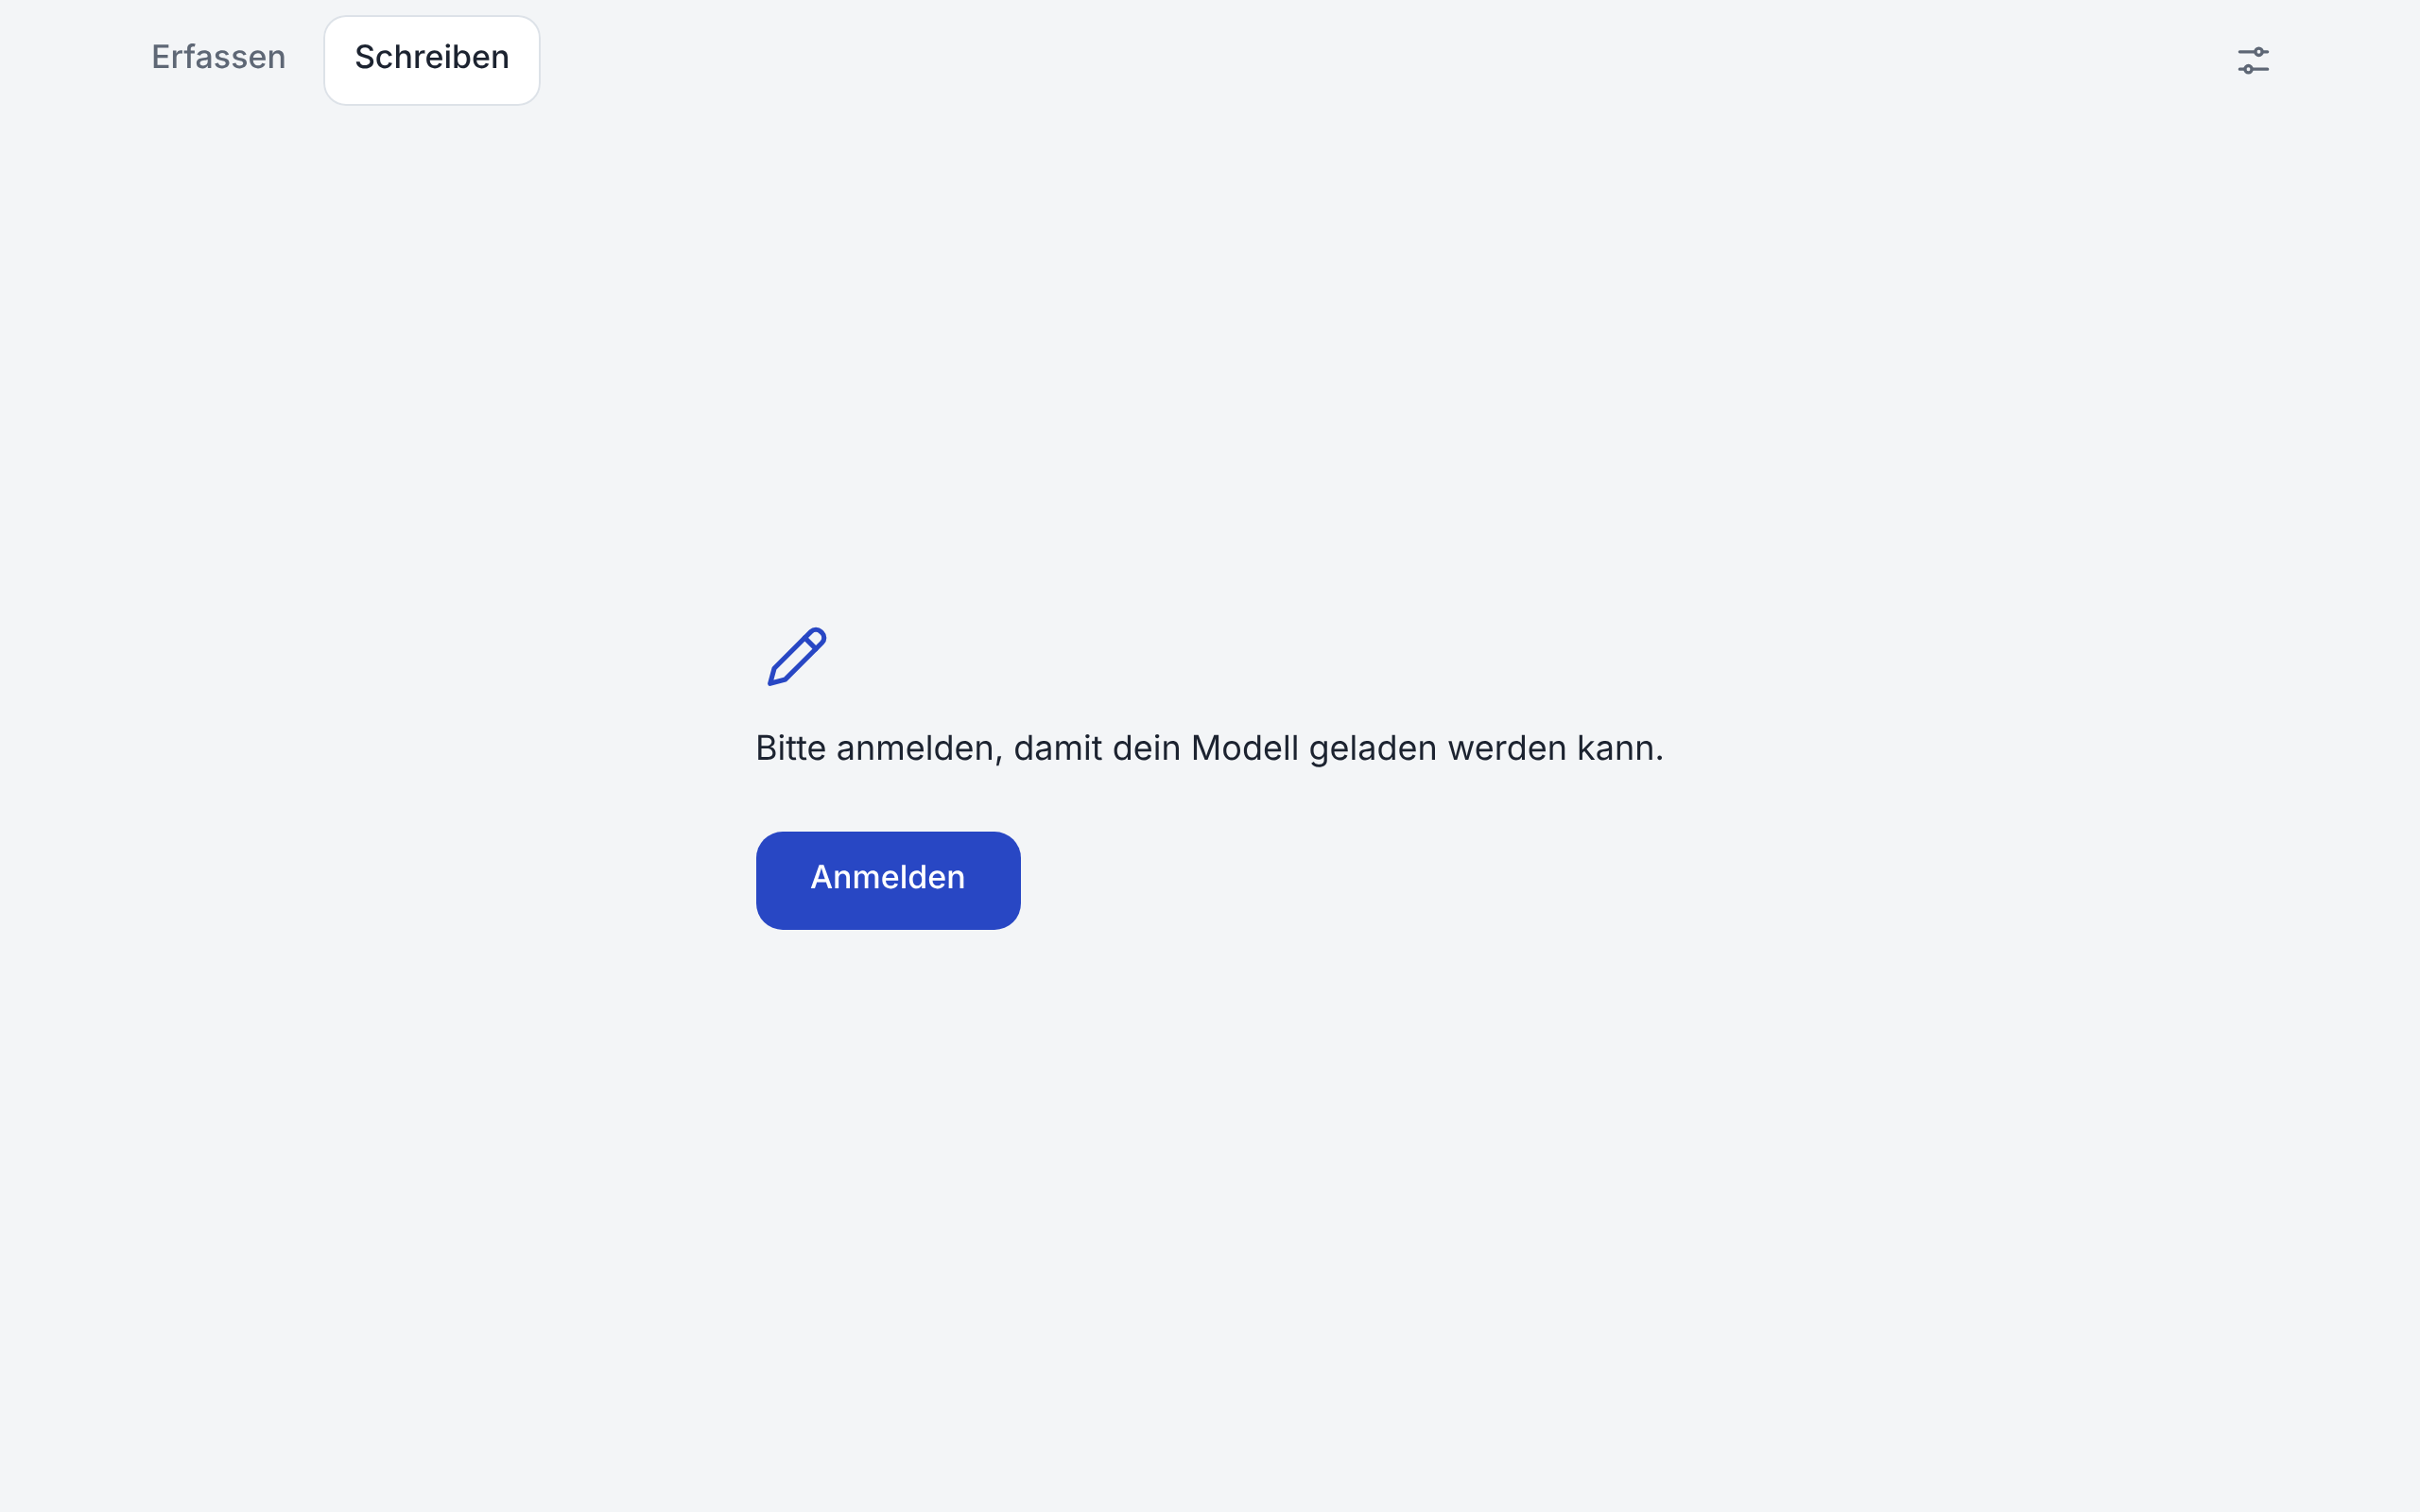 Erfassen
Schreiben
Bitte anmelden, damit dein Modell geladen werden kann.
Anmelden